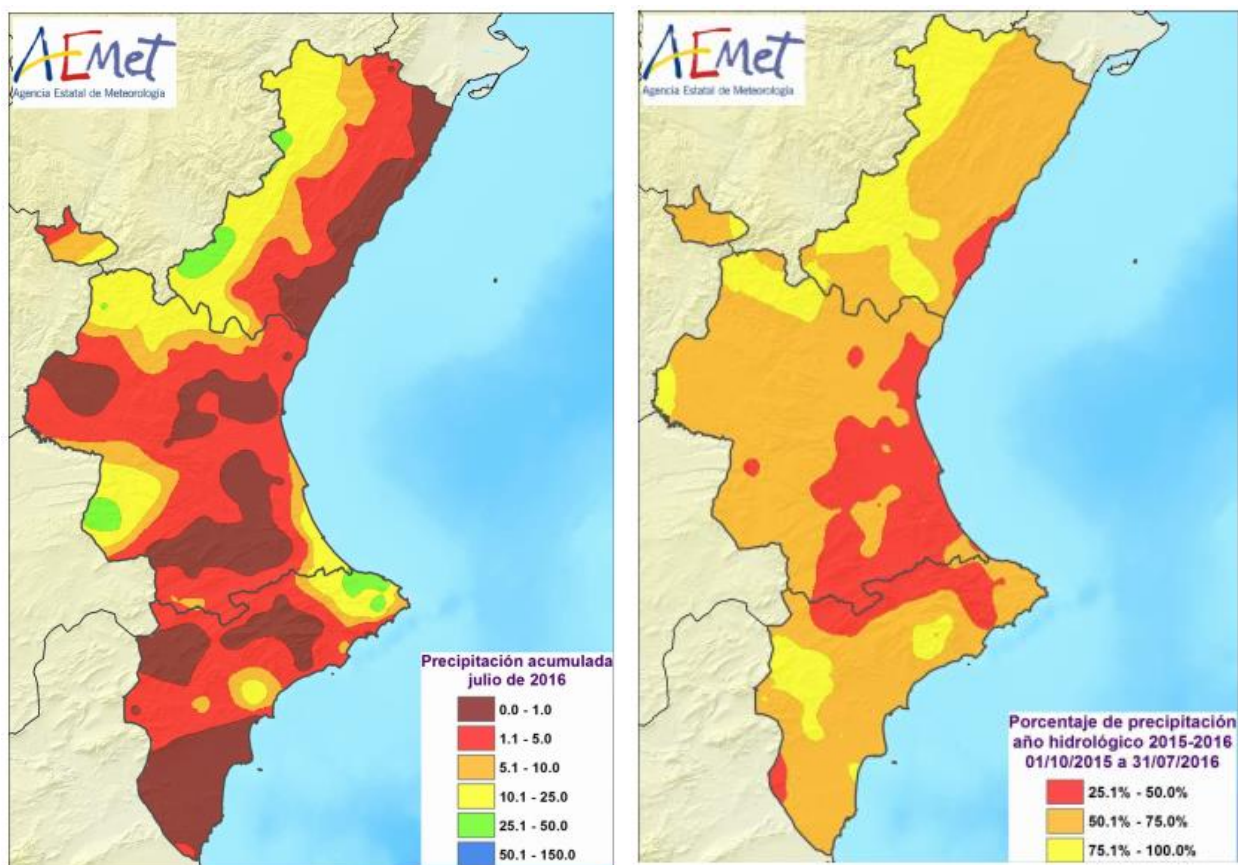 AEMet
Agencia Estatal de Meteorología
Precipitación acumulada
julio de 2016
0.0 - 1.0
1.1 - 5.0
5.1 - 10.0
10.1 - 25.0
25.1 - 50.0
50.1 - 150.0
AEMet
Agencia Estatal de Meteorología
Porcentaje de precipitación
año hidrológico 2015-2016
01/10/2015 a 31/07/2016
25.1% - 50.0%
50.1% - 75.0%
75.1% - 100.0%